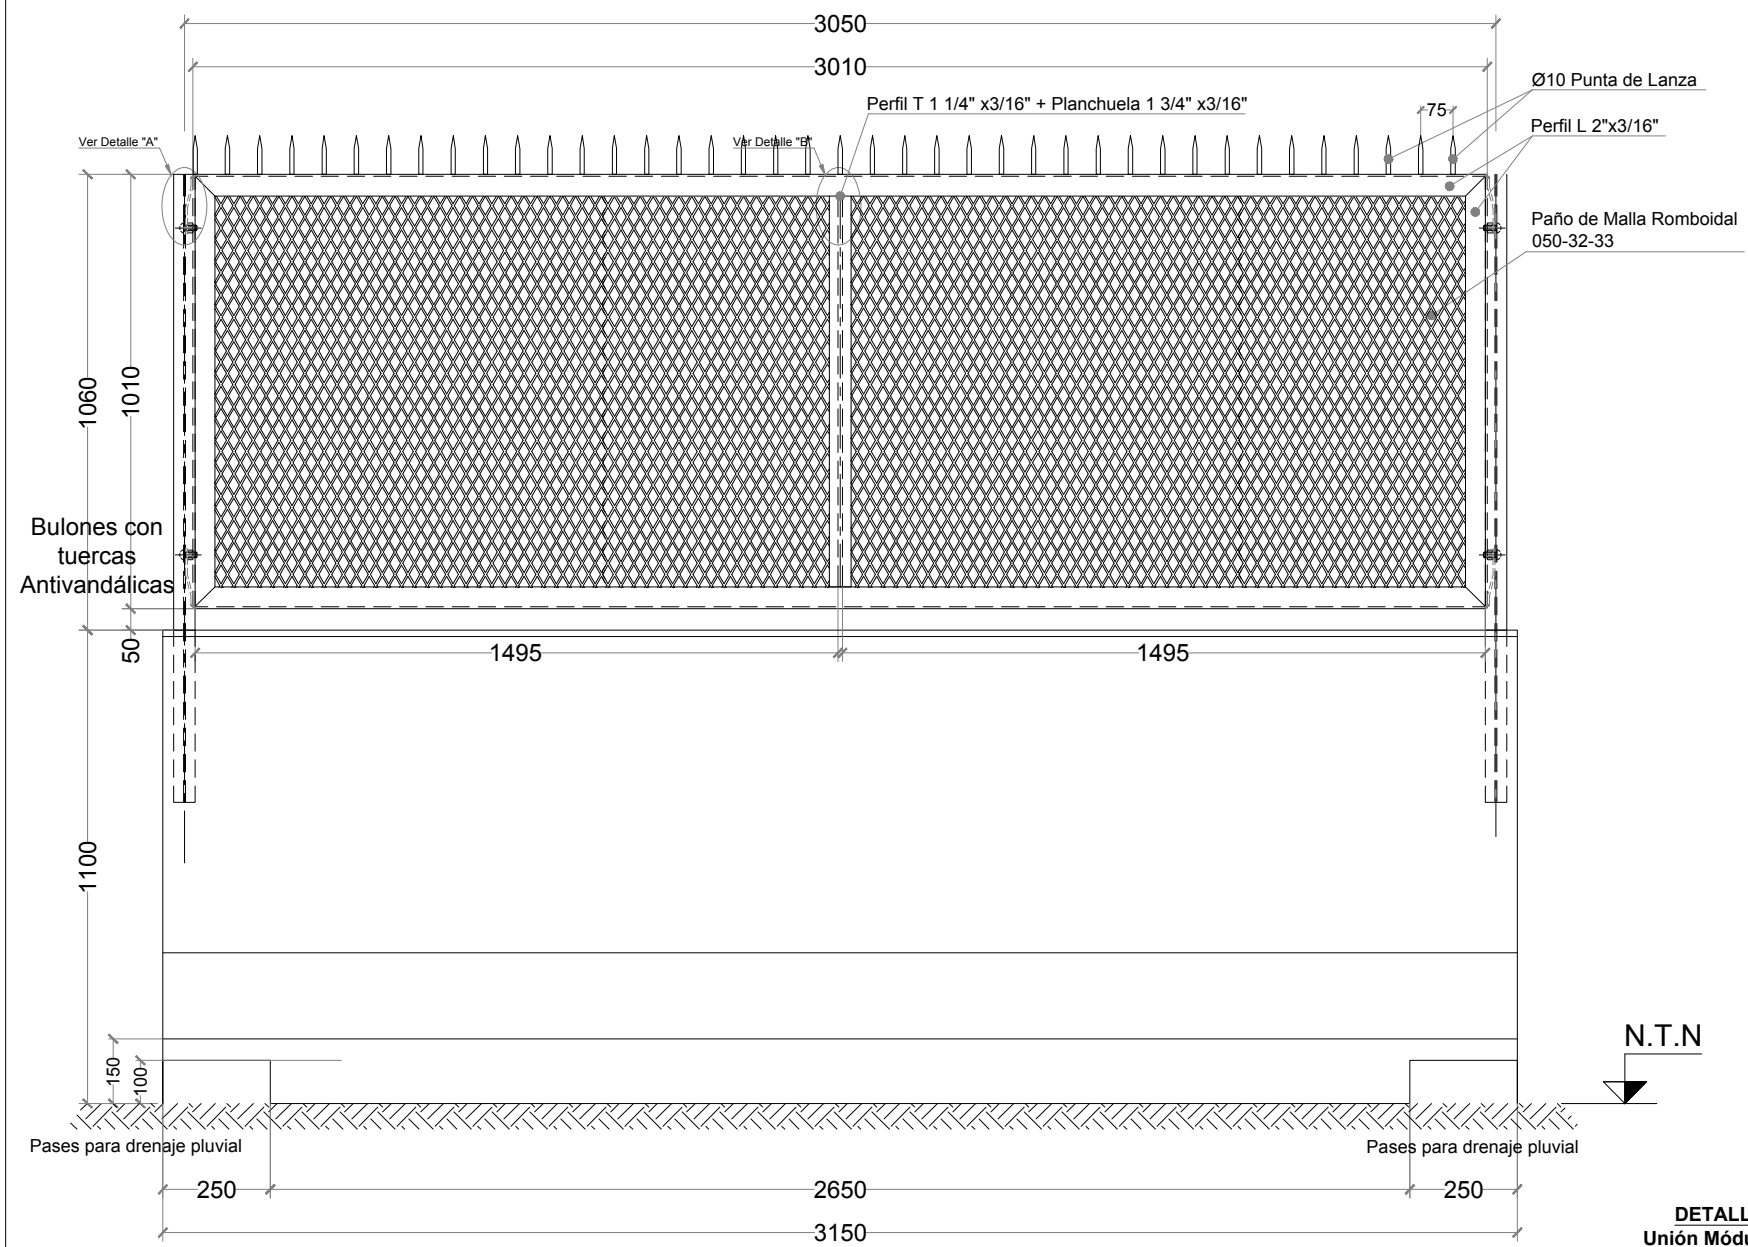 3050
3010
Ø10 Punta de Lanza
Perfil T 1 1/4" x3/16" + Planchuela 1 3/4" x3/16"
75
Perfil L 2"x3/16"
Ver Detalle "A"
Ver Detalle "B"
Paño de Malla Romboidal
050-32-33
1060
1010
Bulones con
tuercas
Antivandálicas
50
1495
1495
1100
150
100
N.T.N
Pases para drenaje pluvial
Pases para drenaje pluvial
250
2650
250
3150
DETALL
Unión Módu